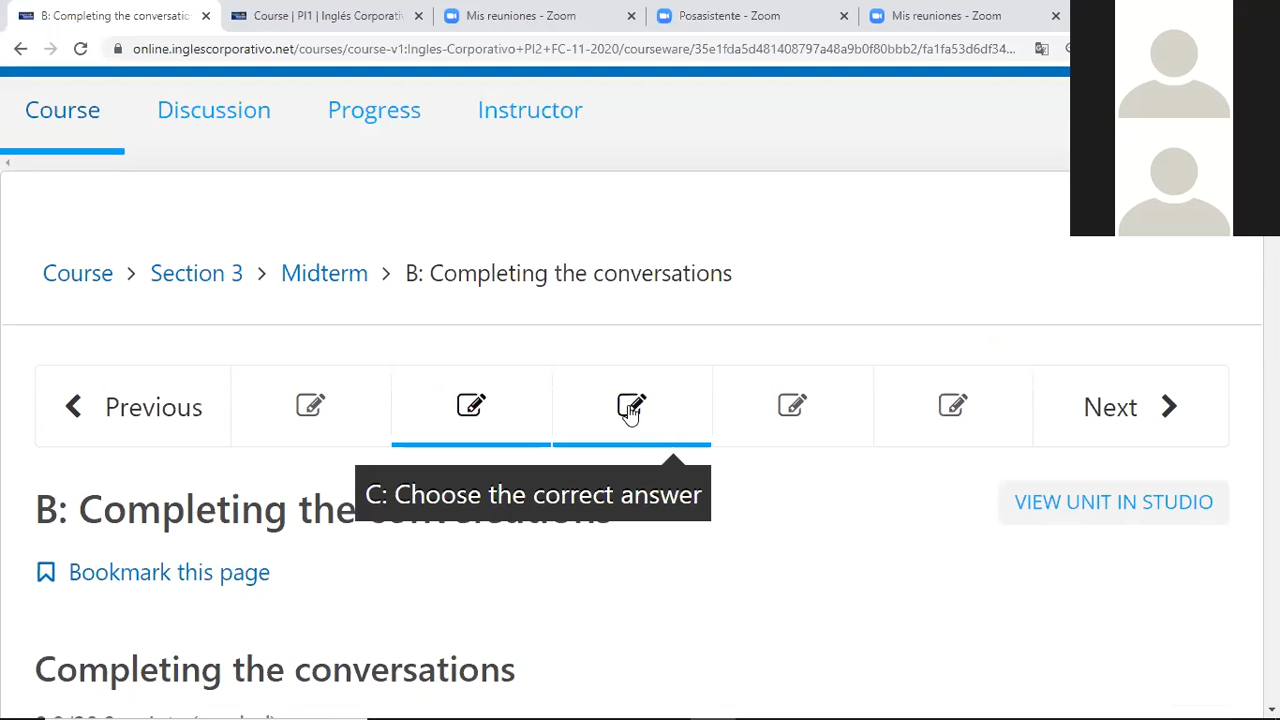 B: Completing the conversatio
Course | PI1 | Inglés Corporati
Mis reuniones - Zoom
Posasistente - Zoom
Mis reuniones - Zoom
online.inglescorporativo.net/courses/course-v1:Ingles-Corporativo+PI2+FC-11-2020/courseware/35e1fda3d481408797a48a9b0f80bbb2/fa1fa53d6df34...
Course Discussion Progress Instructor
Course > Section 3 > Midterm > B: Completing the conversations
Previous Next
C: Choose the correct answer
B: Completing the conversations
VIEW UNIT IN STUDIO
Bookmark this page
Completing the conversations